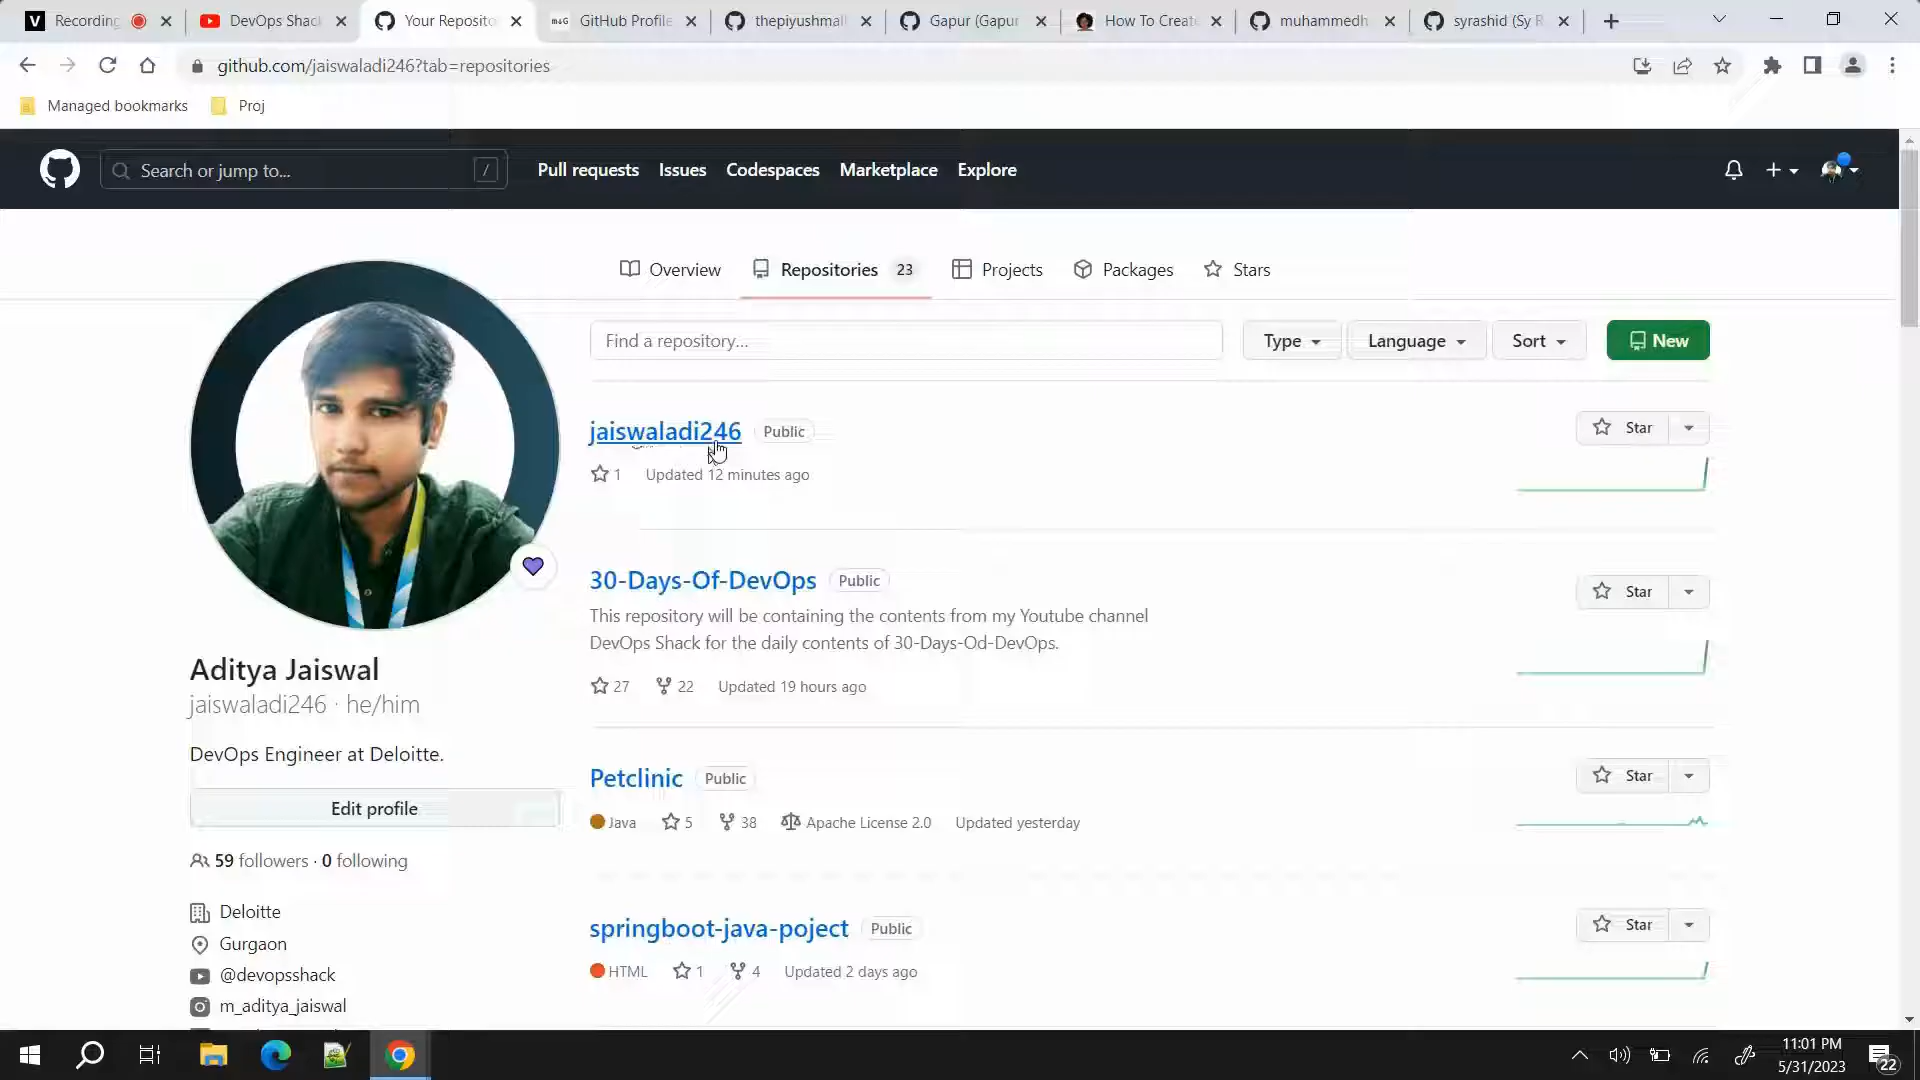 Recording
DevOps Shac
Your Reposito
M&G
GitHub Profile
thepiyushmal
Gapur (Gapur
How To Create
muhammedh
syrashid (Sy R
github.com/jaiswaladi246?tab=repositories
Managed bookmarks
Proj
Search or jump to...
/
Pull requests
Issues
Codespaces
Marketplace
Explore
Overview
Repositories 23
Projects
Packages
Stars
Find a repository...
Type
Language
Sort
New
jaiswaladi246 Public
Star
1 Updated 12 minutes ago
30-Days-Of-DevOps Public
Star
This repository will be containing the contents from my Youtube channel
DevOps Shack for the daily contents of 30-Days-Od-DevOps.
27 22 Updated 19 hours ago
Petclinic Public
Star
Java 5 38 Apache License 2.0 Updated yesterday
springboot-java-poject Public
Star
HTML 1 4 Updated 2 days ago
Aditya Jaiswal
jaiswaladi246 · he/him
DevOps Engineer at Deloitte.
Edit profile
59 followers · 0 following
Deloitte
Gurgaon
@devopsshack
m_aditya_jaiswal
11:01 PM
5/31/2023
22